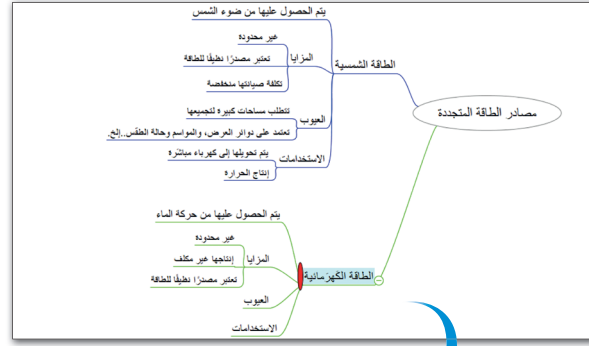 مصادر الطاقة المتجددة
الطاقة الشمسية
يتم الحصول عليها من ضوء الشمس
المزايا
غير محدودة
تعتبر مصدرًا نظيفًا للطاقة
تكلفة صيانتها منخفضة
العيوب
تتطلب مساحات كبيرة لتجميعها
تعتمد على دوائر العرض، والمواسم وحالة الطقس..إلخ.
الاستخدامات
يتم تحويلها إلى كهرباء مباشرة
إنتاج الحرارة
الطاقة الكهرمائية
يتم الحصول عليها من حركة الماء
المزايا
غير محدودة
إنتاجها غير مكلف
تعتبر مصدرًا نظيفًا للطاقة
العيوب
الاستخدامات